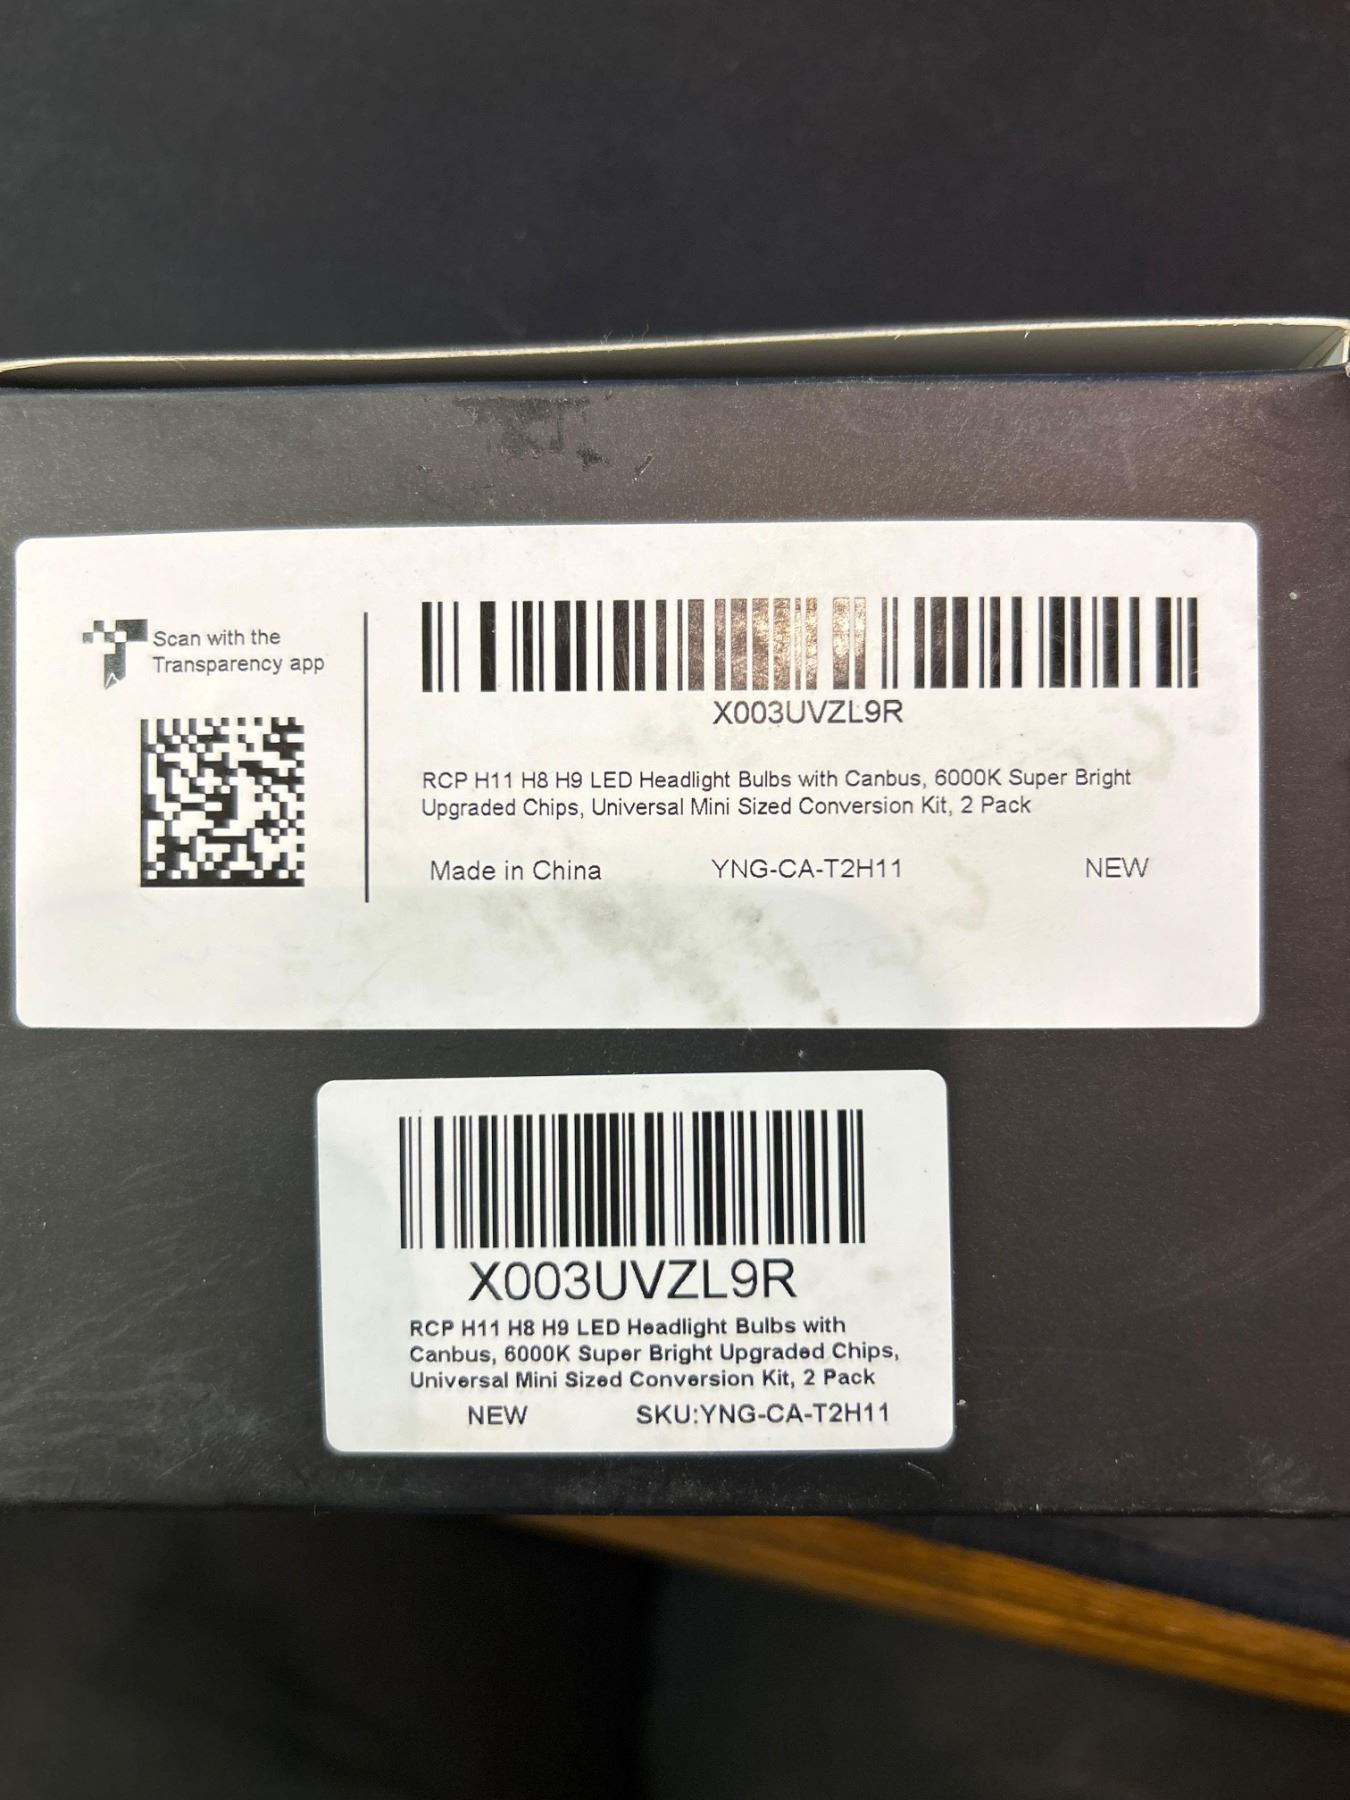 Scan with the
Transparency app
X003UVZL9R
RCP H11 H8 H9 LED Headlight Bulbs with Canbus, 6000K Super Bright
Upgraded Chips, Universal Mini Sized Conversion Kit, 2 Pack
Made in China YNG-CA-T2H11 NEW
X003UVZL9R
RCP H11 H8 H9 LED Headlight Bulbs with
Canbus, 6000K Super Bright Upgraded Chips,
Universal Mini Sized Conversion Kit, 2 Pack
NEW SKU:YNG-CA-T2H11